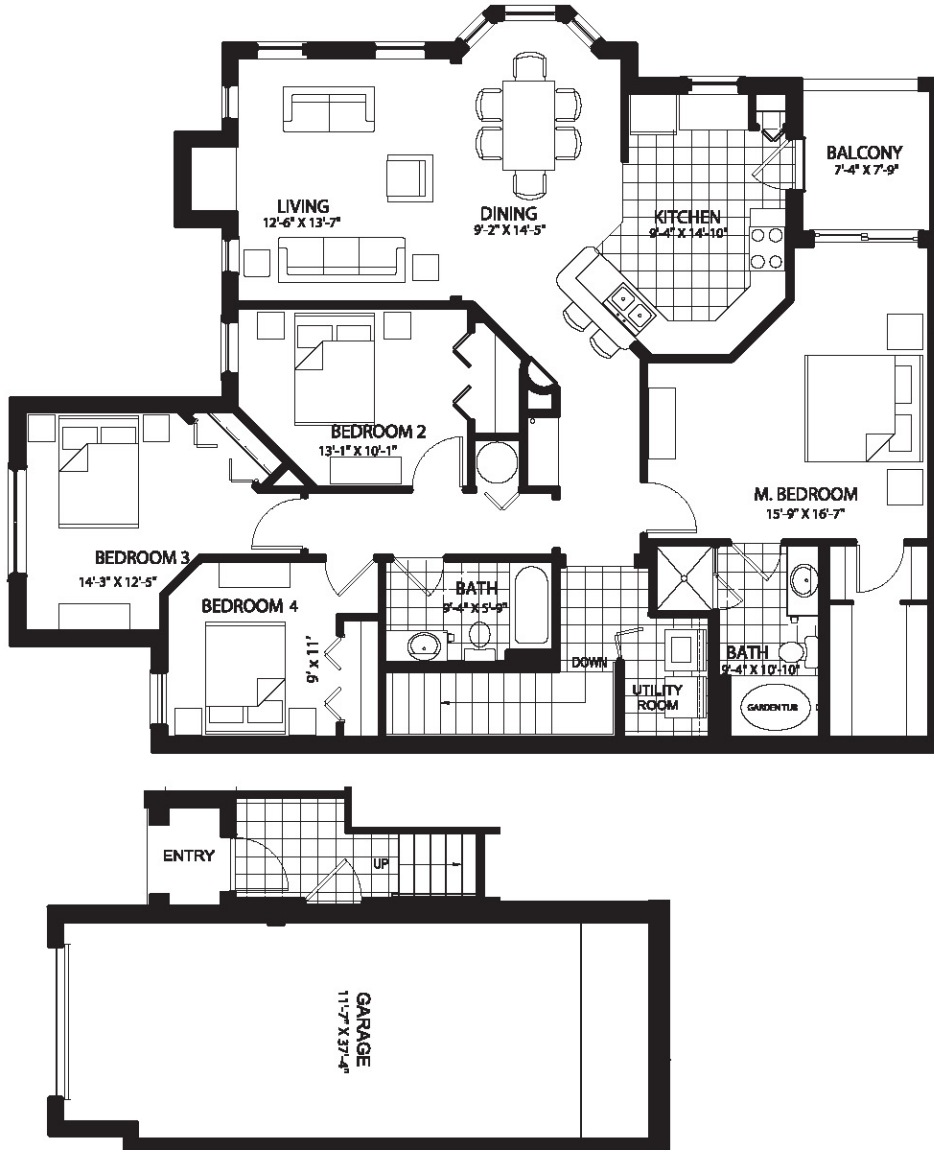 LIVING
12'-6" X 13'-7"
DINING
9'-2" X 14'-5"
KITCHEN
9'-4" X 14'-10"
BALCONY
7'-4" X 7'-9"
BEDROOM 2
13'-1" X 10'-1"
M. BEDROOM
15'-9" X 16'-7"
BEDROOM 3
14'-3" X 12'-5"
BEDROOM 4
9' x 11'
BATH
9'-4" X 5'-9"
DOWN
UTILITY
ROOM
BATH
9'-4" X 10'-10"
GARDEN TUB
ENTRY
UP
GARAGE
11'-7" X 37'-4"